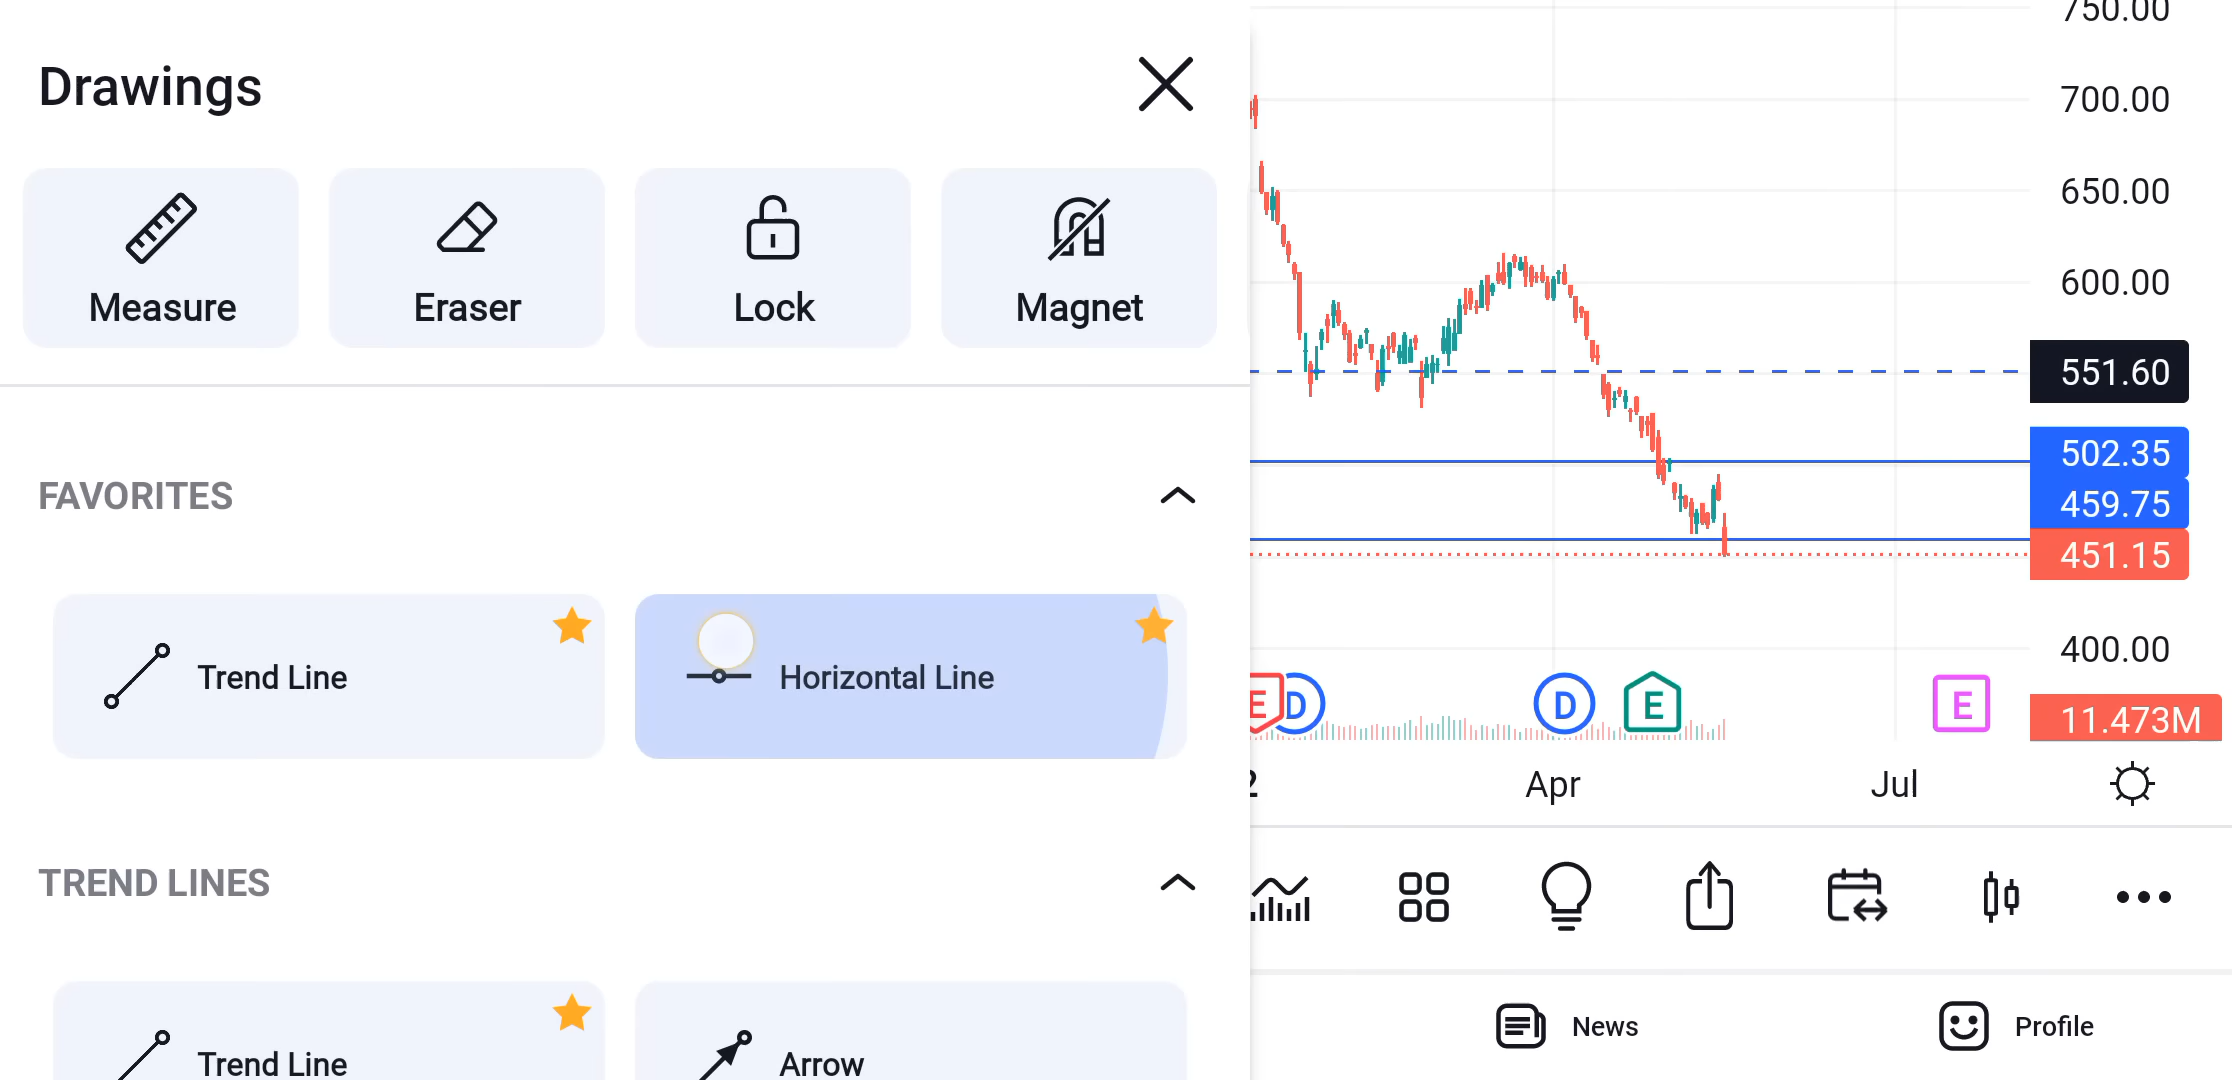 Drawings
Measure
Eraser
Lock
Magnet
FAVORITES
Trend Line
Horizontal Line
TREND LINES
Trend Line
Arrow
750.00
700.00
650.00
600.00
551.60
502.35
459.75
451.15
400.00
E D D E E
11.473M
2 Apr Jul
News
Profile